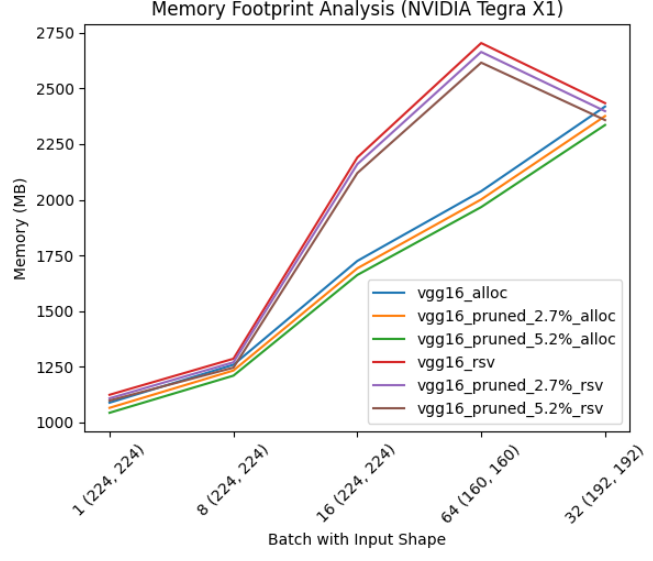 Memory Footprint Analysis (NVIDIA Tegra X1)
Memory (MB)
2750
2500
2250
2000
1750
1500
1250
1000
vgg16_alloc
vgg16_pruned_2.7%_alloc
vgg16_pruned_5.2%_alloc
vgg16_rsv
vgg16_pruned_2.7%_rsv
vgg16_pruned_5.2%_rsv
1 (224, 224)
8 (224, 224)
16 (224, 224)
64 (160, 160)
32 (192, 192)
Batch with Input Shape